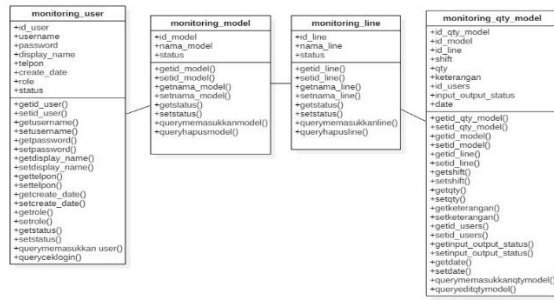 monitoring_user
+id_user
+username
+password
+display_name
+telpon
+create_date
+role
+status
+getid_user()
+setid_user()
+getusername()
+setusername()
+getpassword()
+setpassword()
+getdisplay_name()
+setdisplay_name()
+gettelpon()
+settelpon()
+getcreate_date()
+setcreate_date()
+getrole()
+setrole()
+getstatus()
+setstatus()
+querymemasukkan user()
+queryceklogin()
monitoring_model
+id_model
+nama_model
+status
+getid_model()
+setid_model()
+getnama_model()
+setnama_model()
+getstatus()
+setstatus()
+querymemasukkanmodel()
+queryhapusmodel()
monitoring_line
+id_line
+nama_line
+status
+getid_line()
+setid_line()
+getnama_line()
+setnama_line()
+getstatus()
+setstatus()
+querymemasukkanline()
+queryhapusline()
monitoring_qty_model
+id_qty_model
+id_model
+id_line
+shift
+qty
+keterangan
+id_users
+input_output_status
+date
+getid_qty_model()
+setid_qty_model()
+getid_model()
+setid_model()
+getid_line()
+setid_line()
+getshift()
+setshift()
+getqty()
+setqty()
+getketerangan()
+setketerangan()
+getid_users()
+setid_users()
+getinput_output_status()
+setinput_output_status()
+getdate()
+setdate()
+querymemasukkanqtymodel()
+queryeditqtymodel()